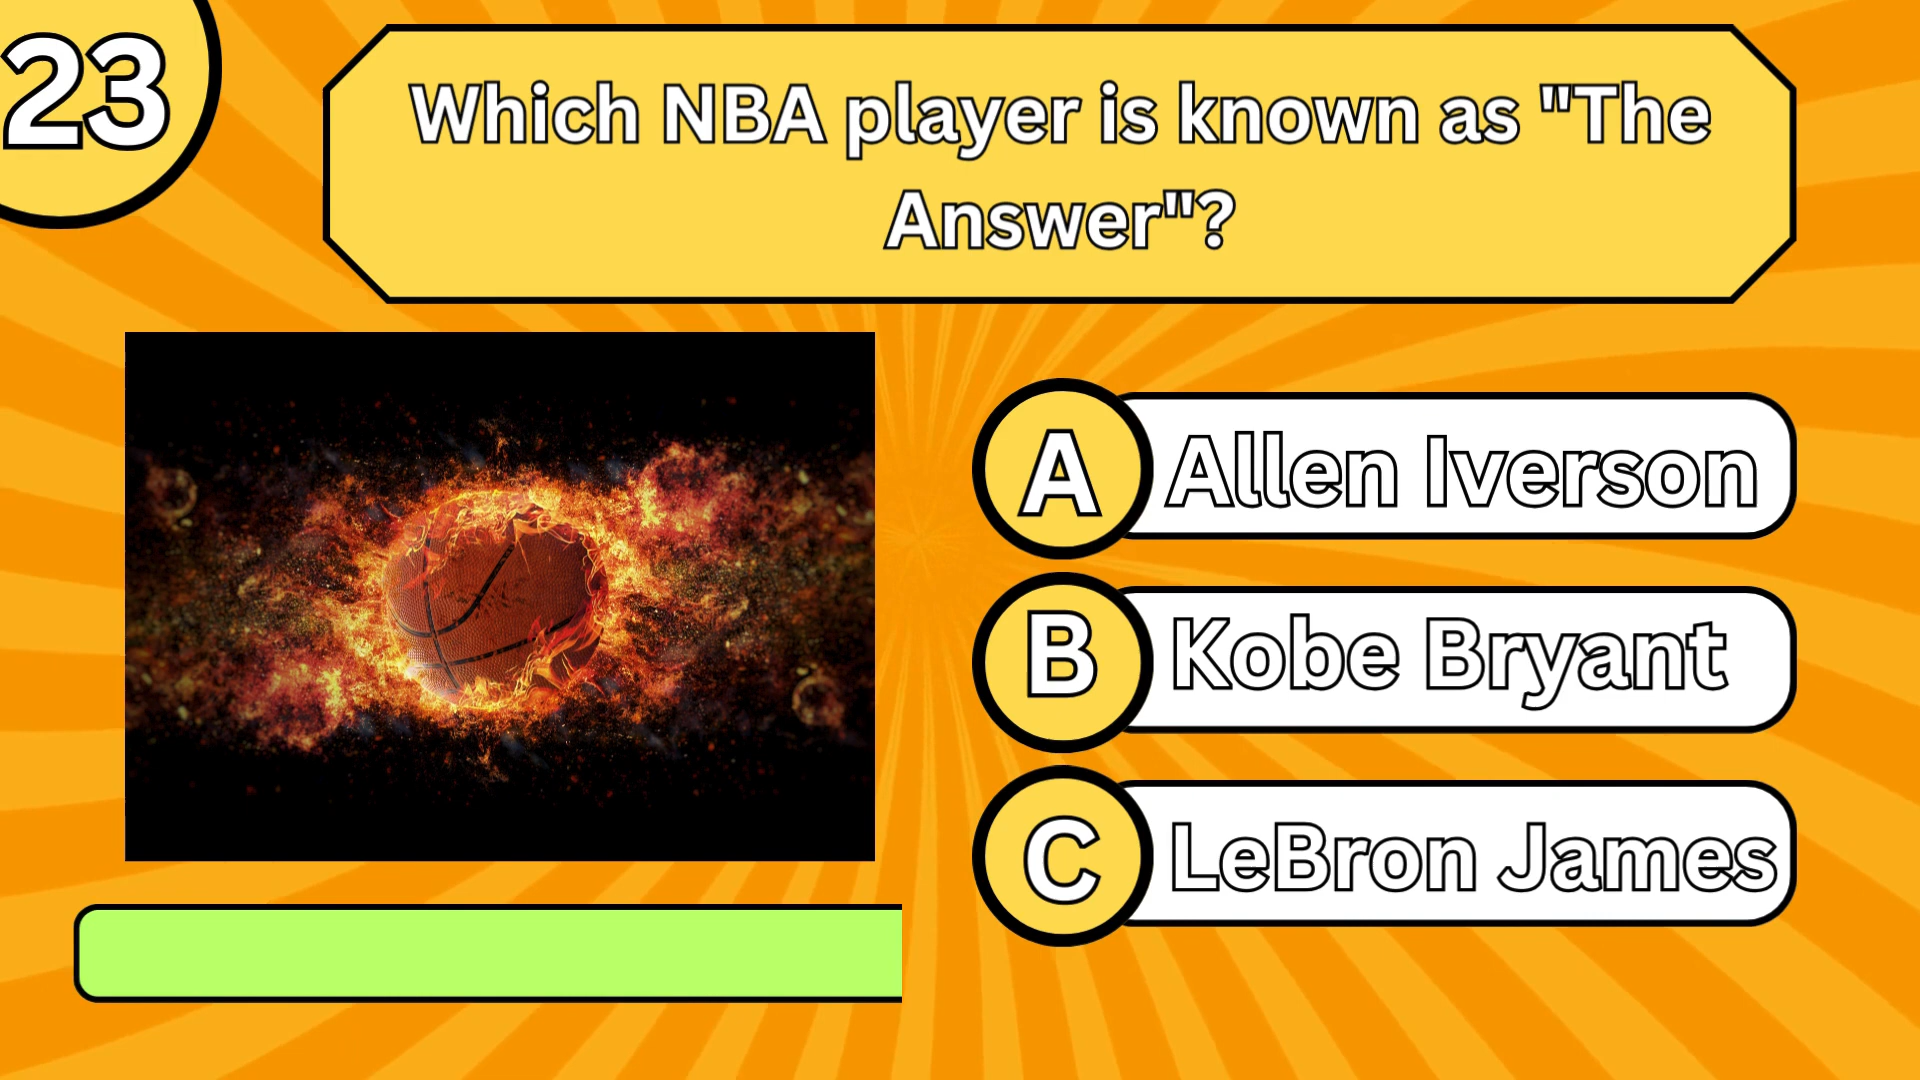 23
Which NBA player is known as "The
Answer"?
A Allen Iverson
B Kobe Bryant
C LeBron James